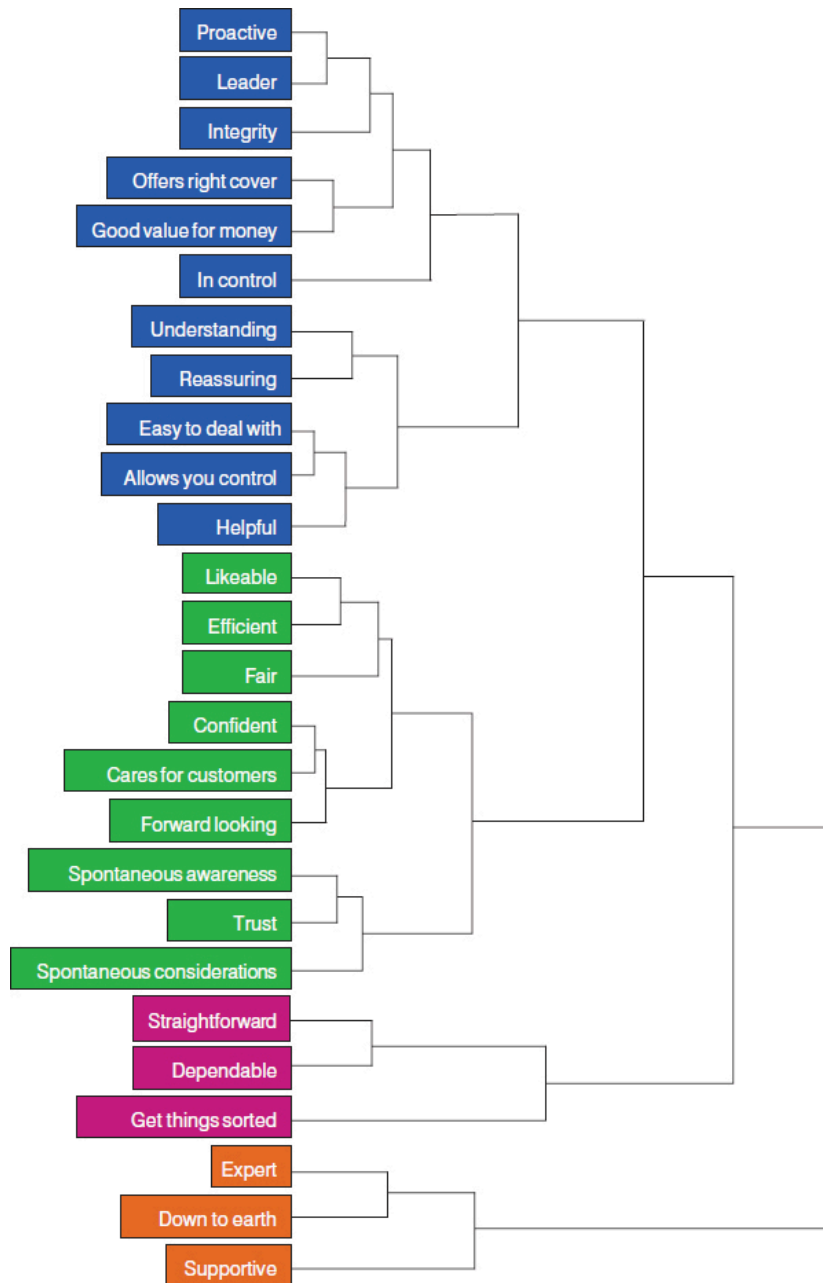 Proactive
Leader
Integrity
Offers right cover
Good value for money
In control
Understanding
Reassuring
Easy to deal with
Allows you control
Helpful
Likeable
Efficient
Fair
Confident
Cares for customers
Forward looking
Spontaneous awareness
Trust
Spontaneous considerations
Straightforward
Dependable
Get things sorted
Expert
Down to earth
Supportive